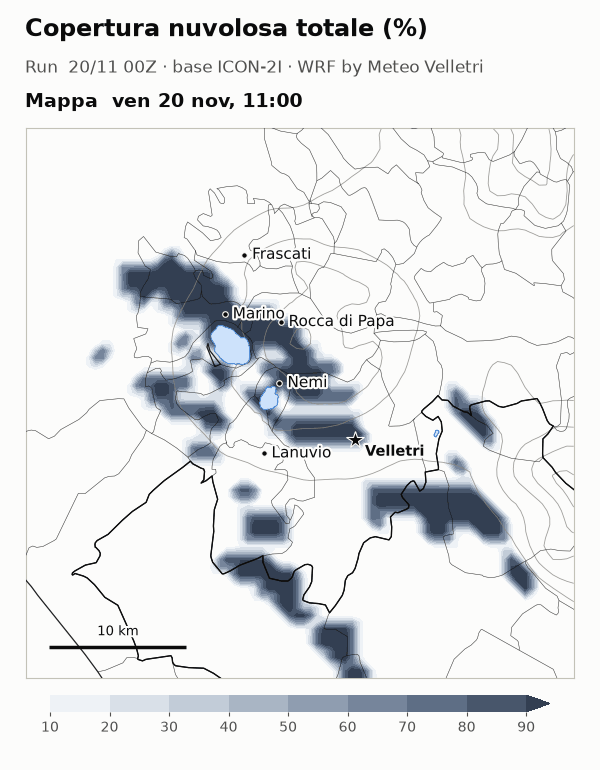 Copertura nuvolosa totale (%)
Run  20/11 00Z · base ICON-2I · WRF by Meteo Velletri
Mappa  ven 20 nov, 11:00
Frascati
Marino
Rocca di Papa
Nemi
Velletri
Lanuvio
10 km
10 20 30 40 50 60 70 80 90